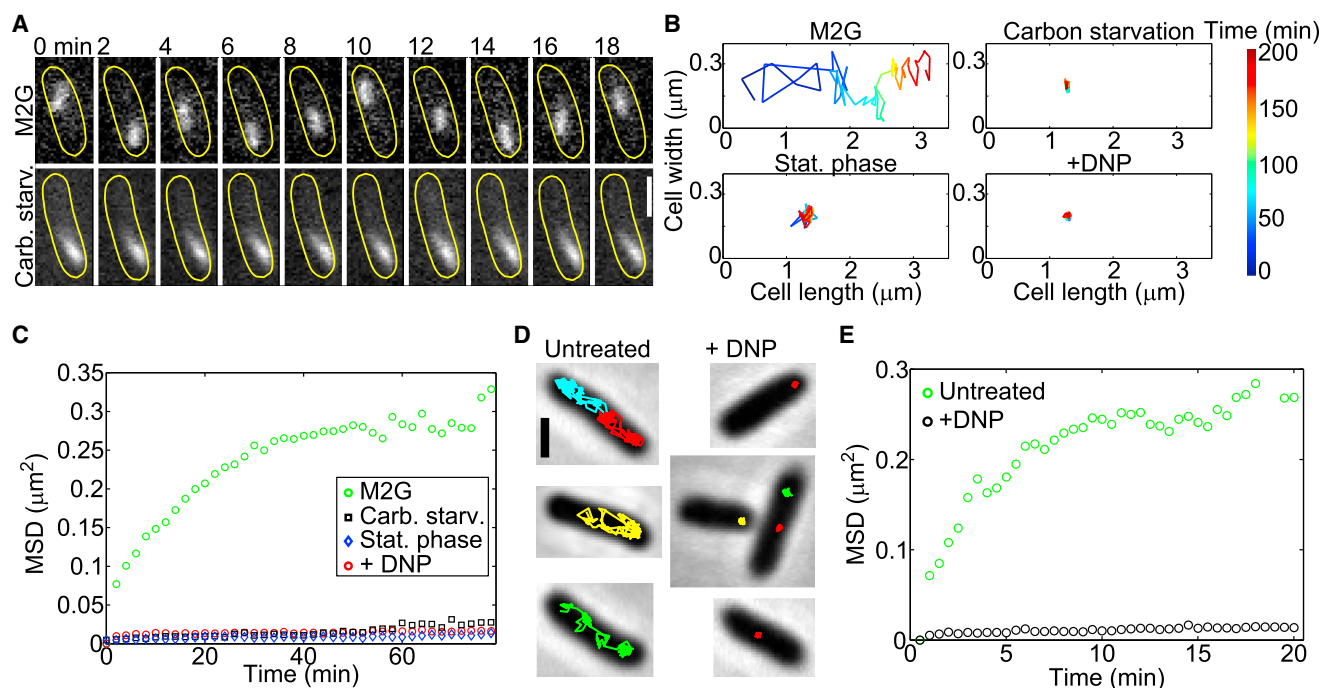 A
0 min 2 4 6 8 10 12 14 16 18
M2G
Carb. starv.
B
M2G
Carbon starvation
Time (min)
0.3
0
0 1 2 3
0 1 2 3
Cell width (μm)
Stat. phase
+DNP
0.3
0
0 1 2 3
Cell length (μm)
0 1 2 3
Cell length (μm)
200
150
100
50
0
C
0.35
0.3
0.25
0.2
0.15
0.1
0.05
0
MSD (μm²)
M2G
Carb. starv.
Stat. phase
+ DNP
0 20 40 60
Time (min)
D
Untreated + DNP
E
0.3
0.2
0.1
0
MSD (μm²)
Untreated
+DNP
0 5 10 15 20
Time (min)